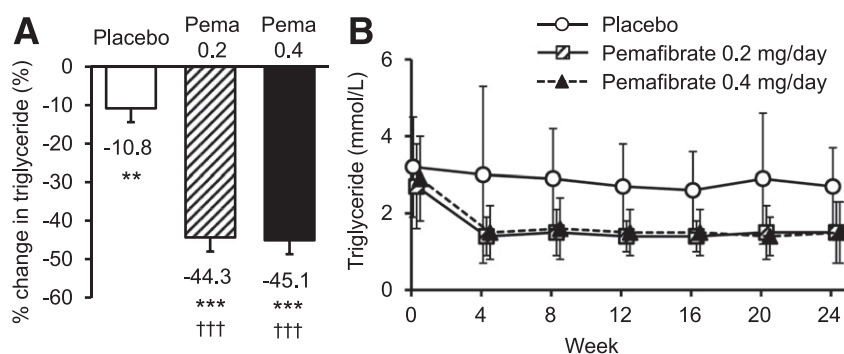 A
Placebo
Pema
0.2
Pema
0.4
% change in triglyceride (%)
0
-10
-20
-30
-40
-50
-60
-10.8
**
-44.3
***
†††
-45.1
***
†††
B
Placebo
Pemafibrate 0.2 mg/day
Pemafibrate 0.4 mg/day
Triglyceride (mmol/L)
6
4
2
0
0 4 8 12 16 20 24
Week